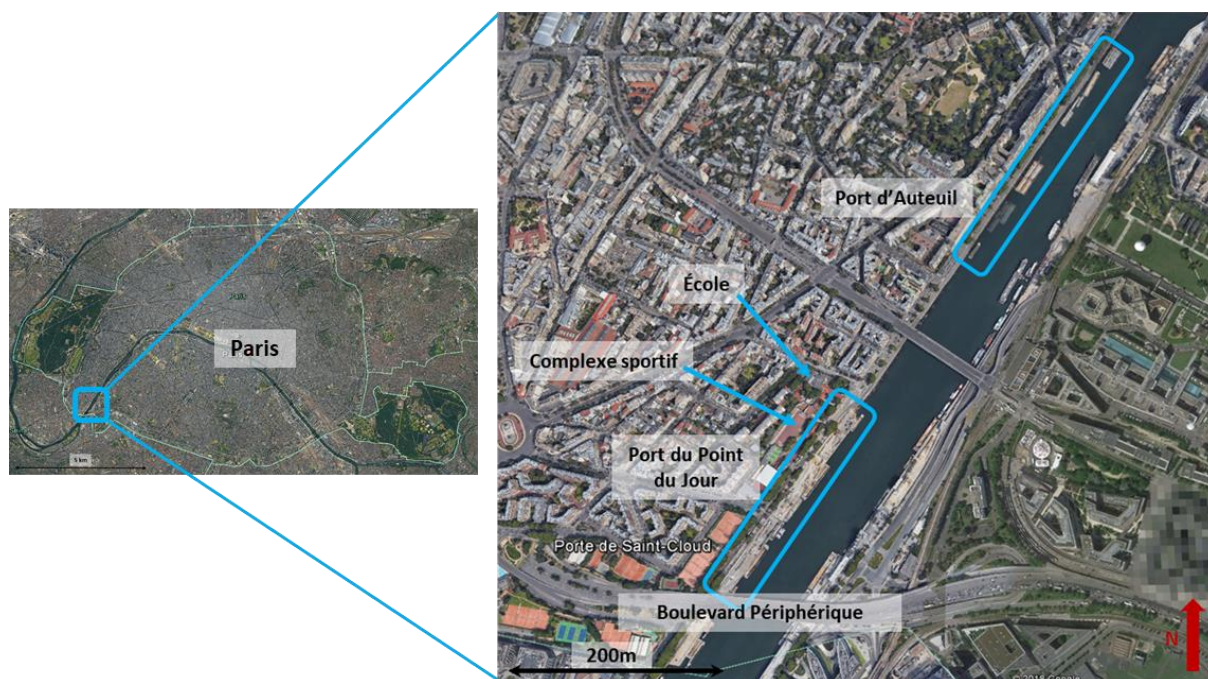 Paris
5 km
Port d'Auteuil
École
Complexe sportif
Port du Point
du Jour
Porte de Saint-Cloud
Boulevard Périphérique
200m
N
© 2018 Google